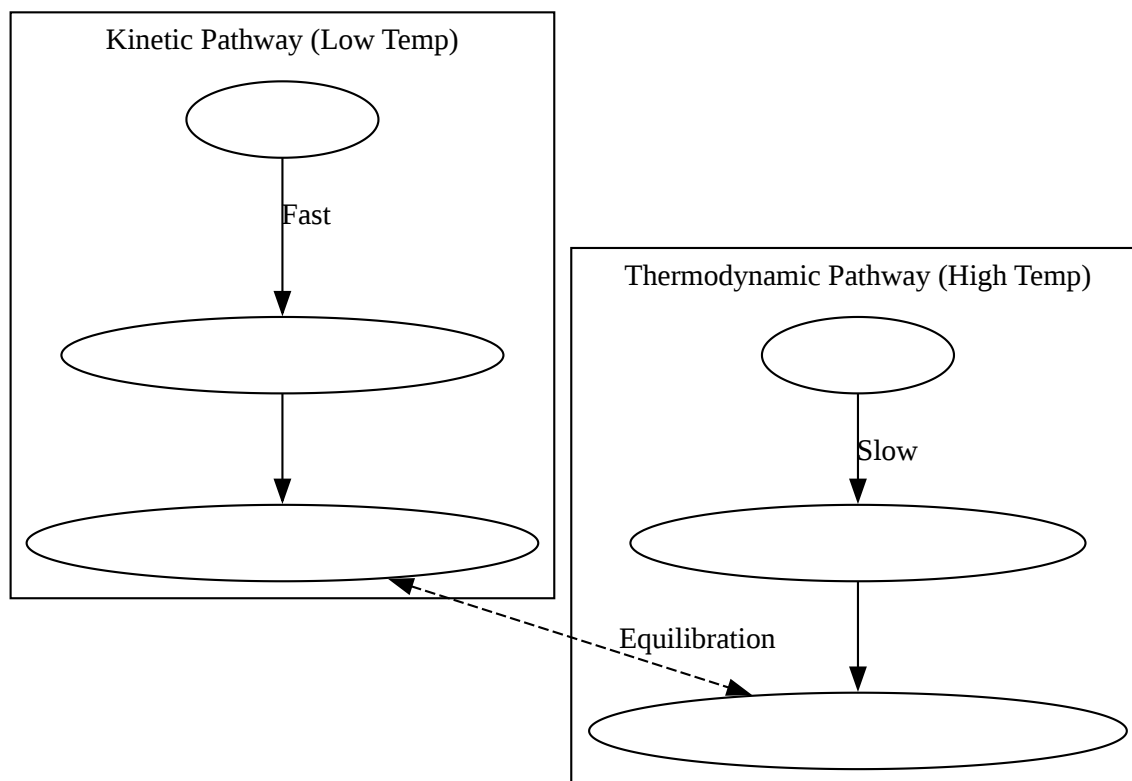 Kinetic Pathway (Low Temp)
Fast
Thermodynamic Pathway (High Temp)
Slow
Equilibration